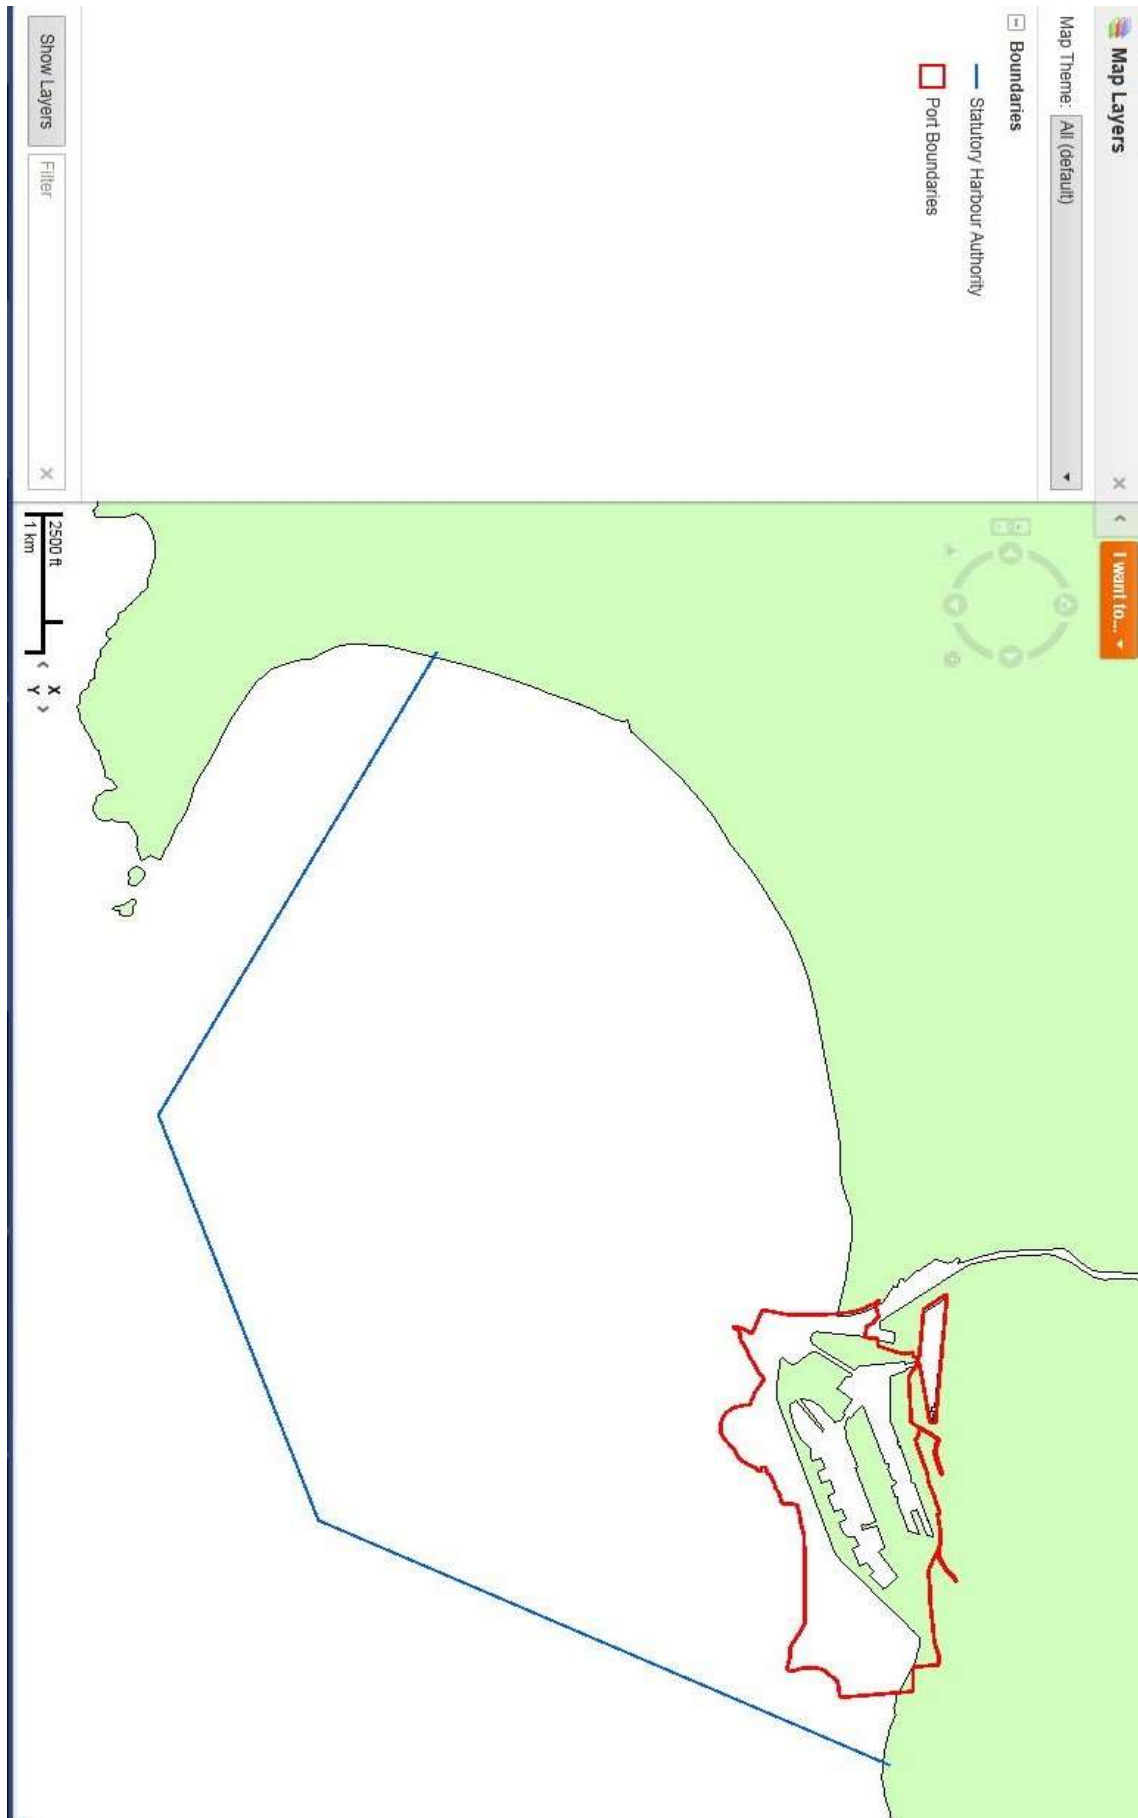 Map Layers
Map Theme: All (default)
Boundaries
Statutory Harbour Authority
Port Boundaries
Show Layers
Filter
I want to...
2500 ft
1 km
X
Y